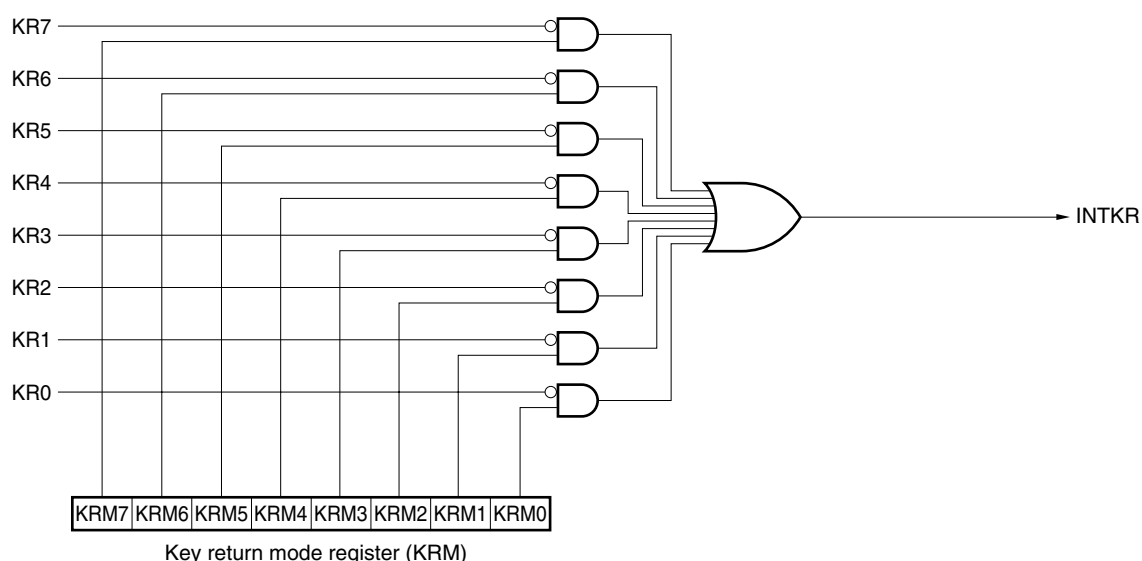 KR7
KR6
KR5
KR4
KR3
KR2
KR1
KR0
INTKR
KRM7 KRM6 KRM5 KRM4 KRM3 KRM2 KRM1 KRM0
Key return mode register (KRM)